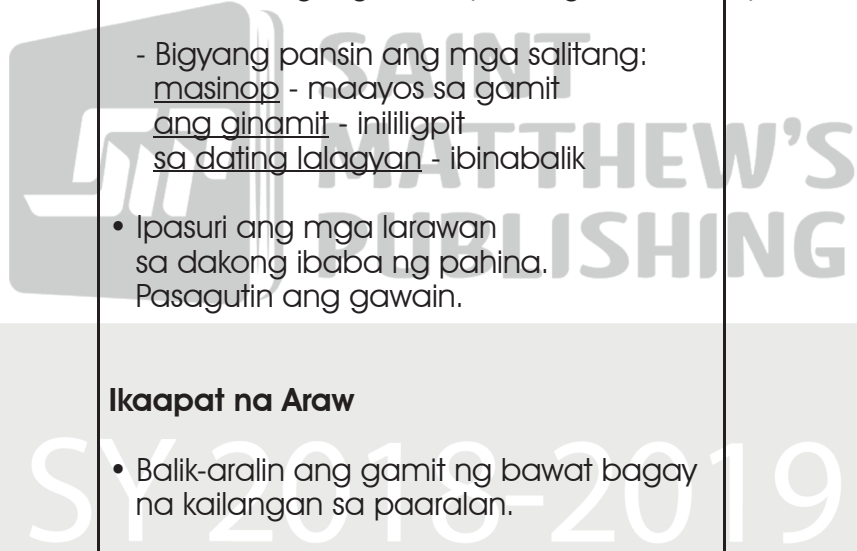 - Bigyang pansin ang mga salitang:
masinop - maayos sa gamit
ang ginamit - inililigpit
sa dating lalagyan - ibinabalik
• Ipasuri ang mga larawan
sa dakong ibaba ng pahina.
Pasagutin ang gawain.
Ikaapat na Araw
• Balik-aralin ang gamit ng bawat bagay
na kailangan sa paaralan.
SAINT
MATTHEW'S
PUBLISHING
SY 2018-2019